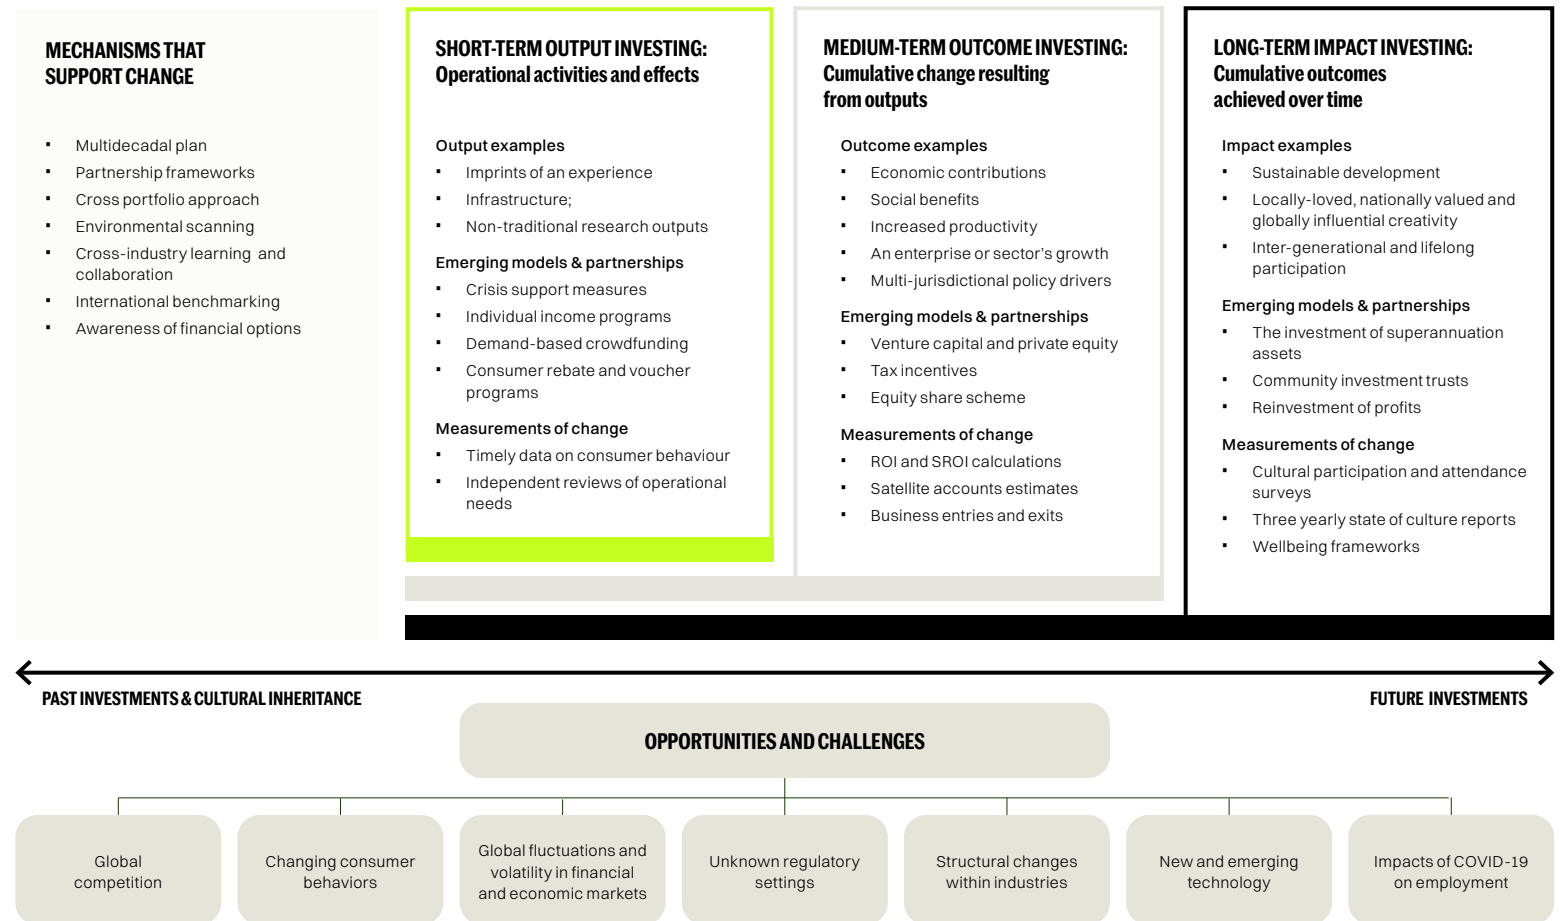 MECHANISMS THAT
SUPPORT CHANGE
▪ Multidecadal plan
▪ Partnership frameworks
▪ Cross portfolio approach
▪ Environmental scanning
▪ Cross-industry learning and
collaboration
▪ International benchmarking
▪ Awareness of financial options
SHORT-TERM OUTPUT INVESTING:
Operational activities and effects
Output examples
▪ Imprints of an experience
▪ Infrastructure;
▪ Non-traditional research outputs
Emerging models & partnerships
▪ Crisis support measures
▪ Individual income programs
▪ Demand-based crowdfunding
▪ Consumer rebate and voucher
programs
Measurements of change
▪ Timely data on consumer behaviour
▪ Independent reviews of operational
needs
MEDIUM-TERM OUTCOME INVESTING:
Cumulative change resulting
from outputs
Outcome examples
▪ Economic contributions
▪ Social benefits
▪ Increased productivity
▪ An enterprise or sector's growth
▪ Multi-jurisdictional policy drivers
Emerging models & partnerships
▪ Venture capital and private equity
▪ Tax incentives
▪ Equity share scheme
Measurements of change
▪ ROI and SROI calculations
▪ Satellite accounts estimates
▪ Business entries and exits
LONG-TERM IMPACT INVESTING:
Cumulative outcomes
achieved over time
Impact examples
▪ Sustainable development
▪ Locally-loved, nationally valued and
globally influential creativity
▪ Inter-generational and lifelong
participation
Emerging models & partnerships
▪ The investment of superannuation
assets
▪ Community investment trusts
▪ Reinvestment of profits
Measurements of change
▪ Cultural participation and attendance
surveys
▪ Three yearly state of culture reports
▪ Wellbeing frameworks
PAST INVESTMENTS & CULTURAL INHERITANCE
FUTURE INVESTMENTS
OPPORTUNITIES AND CHALLENGES
Global
competition
Changing consumer
behaviors
Global fluctuations and
volatility in financial
and economic markets
Unknown regulatory
settings
Structural changes
within industries
New and emerging
technology
Impacts of COVID-19
on employment